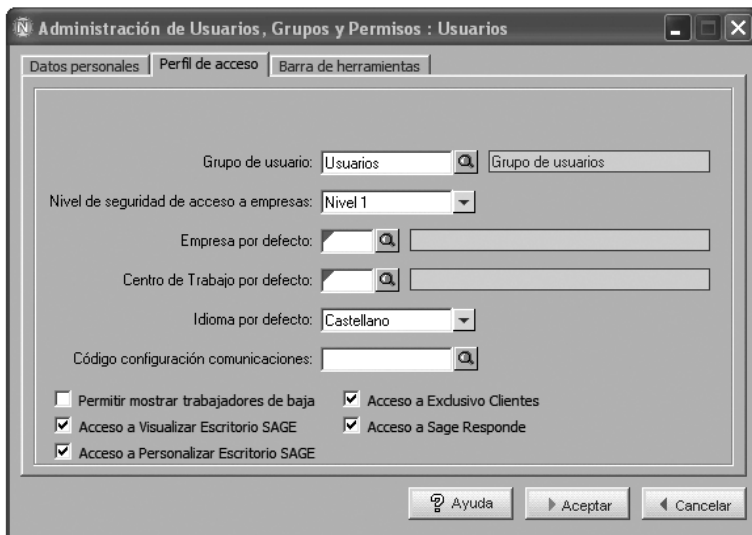 Administración de Usuarios, Grupos y Permisos : Usuarios
Datos personales Perfil de acceso Barra de herramientas
Grupo de usuario: Usuarios Grupo de usuarios
Nivel de seguridad de acceso a empresas: Nivel 1
Empresa por defecto:
Centro de Trabajo por defecto:
Idioma por defecto: Castellano
Código configuración comunicaciones:
Permitir mostrar trabajadores de baja Acceso a Exclusivo Clientes
Acceso a Visualizar Escritorio SAGE Acceso a Sage Responde
Acceso a Personalizar Escritorio SAGE
Ayuda Aceptar Cancelar